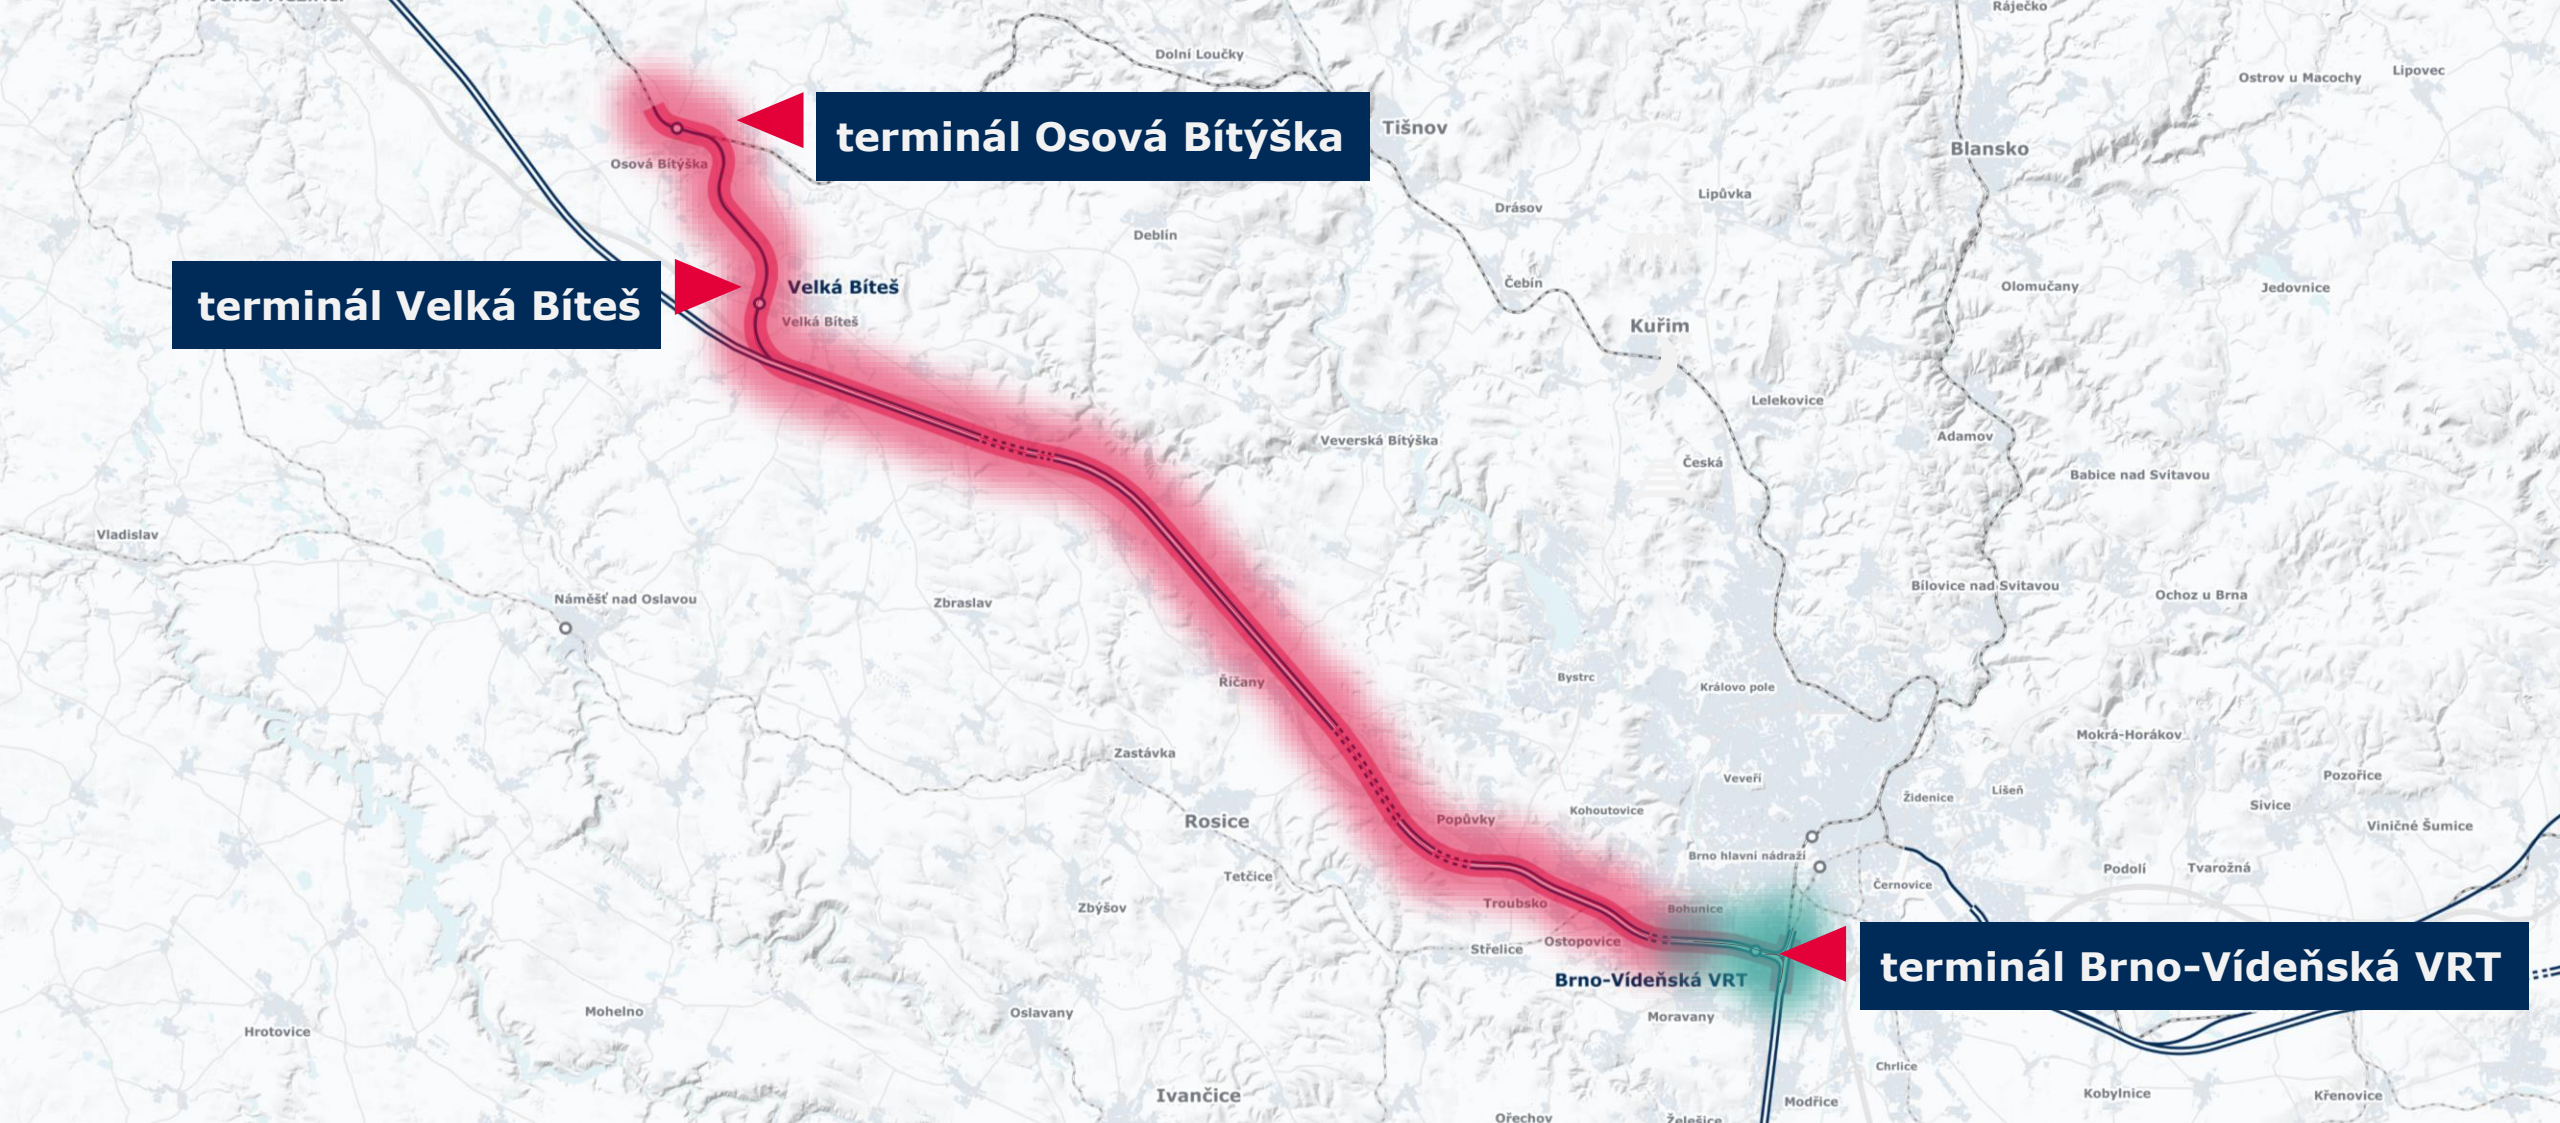 Ráječko
Dolní Loučky
Lipovec
Ostrov u Macochy
terminál Osová Bítýška
Tišnov
Blansko
Osová Bítýška
Lipůvka
Drásov
Deblín
terminál Velká Bíteš
Velká Bíteš
Velká Bíteš
Čebín
Olomučany
Jedovnice
Kuřim
Lelekovice
Veverská Bítýška
Adamov
Česká
Babice nad Svitavou
Vladislav
Bílovice nad Svitavou
Ochoz u Brna
Náměšť nad Oslavou
Zbraslav
Říčany
Bystrc
Královo pole
Mokrá-Horákov
Zastávka
Veveří
Pozořice
Židenice
Líšeň
Sivice
Rosice
Popůvky
Kohoutovice
Viničné Šumice
Brno hlavní nádraží
Podolí
Tvarožná
Tetčice
Černovice
Zbýšov
Troubsko
Bohunice
Střelice
Ostopovice
terminál Brno-Vídeňská VRT
Brno-Vídeňská VRT
Mohelno
Oslavany
Moravany
Hrotovice
Chrlice
Ivančice
Kobylnice
Křenovice
Modřice
Ořechov
Želešice